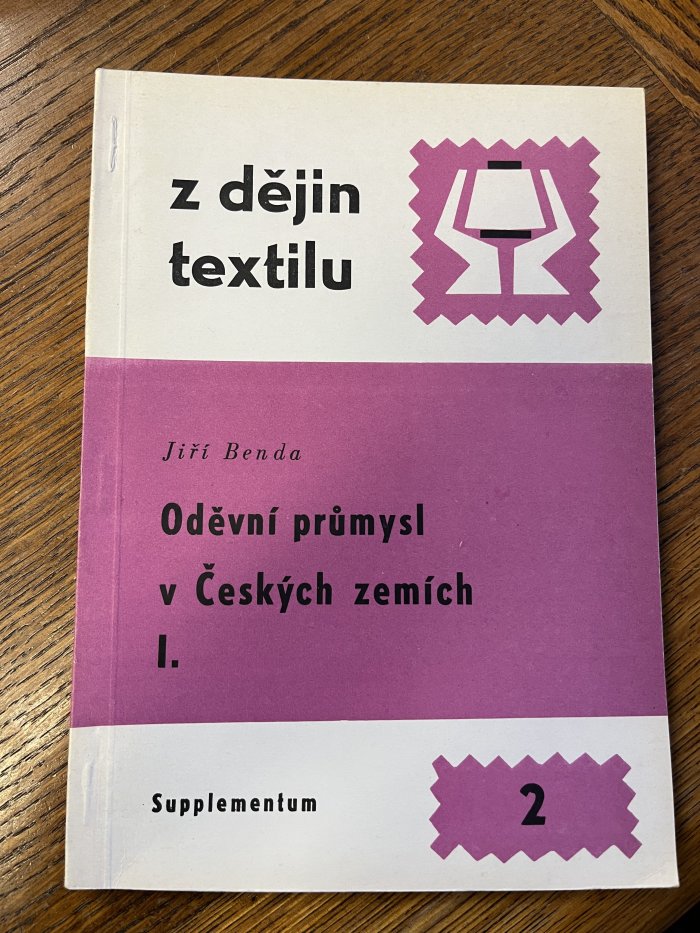 z dějin
textilu
Jiří Benda
Oděvní průmysl
v Českých zemích
I.
Supplementum
2